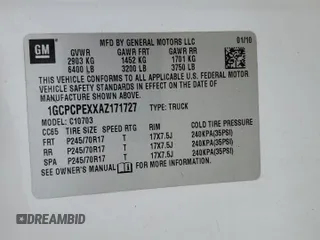 GM
MFD BY GENERAL MOTORS LLC 01/10
GVWR GAWR FRT GAWR RR
2903 KG 1452 KG 1701 KG
6400 LB 3200 LB 3750 LB
THIS VEHICLE CONFORMS TO ALL APPLICABLE U.S. FEDERAL MOTOR
VEHICLE SAFETY STANDARDS IN EFFECT ON THE DATE OF
MANUFACTURE SHOWN ABOVE.
1GCPCPEXXAZ171727 TYPE: TRUCK
MODEL: C10703
CC65 TIRE SIZE SPEED RTG RIM COLD TIRE PRESSURE
FRT P245/70R17 T 17X7.5J 240KPA(35PSI)
RR P245/70R17 T 17X7.5J 240KPA(35PSI)
SPA P245/70R17 T 17X7.5J 240KPA(35PSI)
SEE OWNER'S MANUAL FOR MORE INFORMATION.
DREAMBID